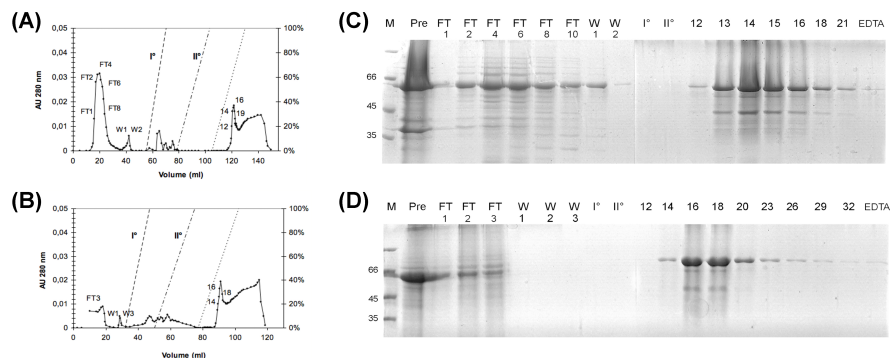 (A)
0,05
0,04
0,03
0,02
0,01
0
100%
80%
60%
40%
20%
0%
AU 280 nm
FT4
FT2
FT6
FT1
FT8
W1 W2
I°
II°
16
14
19
12
0 20 40 60 80 100 120 140
Volume (ml)
(B)
0,05
0,04
0,03
0,02
0,01
0,00
100%
80%
60%
40%
20%
0%
AU 280 nm
FT3
W1 W3
I°
II°
16
14
18
0 20 40 60 80 100 120
Volume (ml)
(C)
M Pre FT FT FT FT FT FT W W I° II° 12 13 14 15 16 18 21 EDTA
1 2 4 6 8 10 1 2
66
45
35
(D)
M Pre FT FT FT W W W I° II° 12 14 16 18 20 23 26 29 32 EDTA
1 2 3 1 2 3
66
45
35